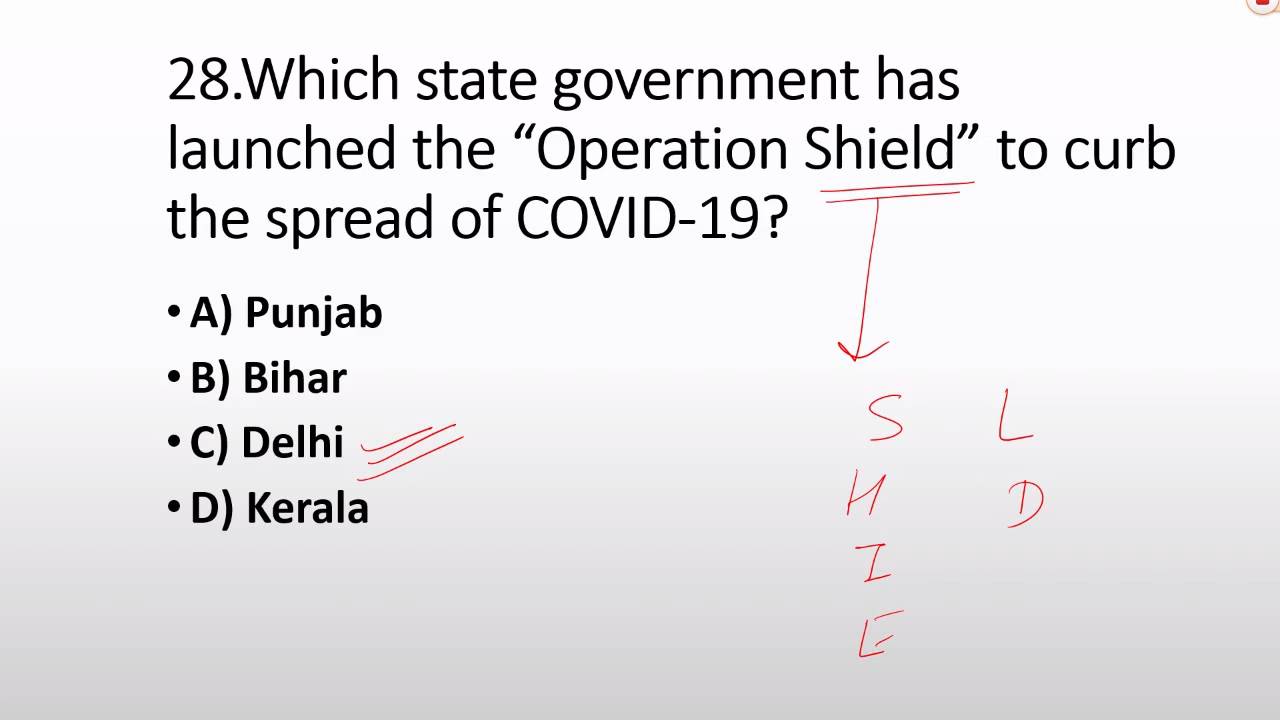 28.Which state government has
launched the “Operation Shield” to curb
the spread of COVID-19?
• A) Punjab
• B) Bihar
• C) Delhi
• D) Kerala
S L
H D
I
E